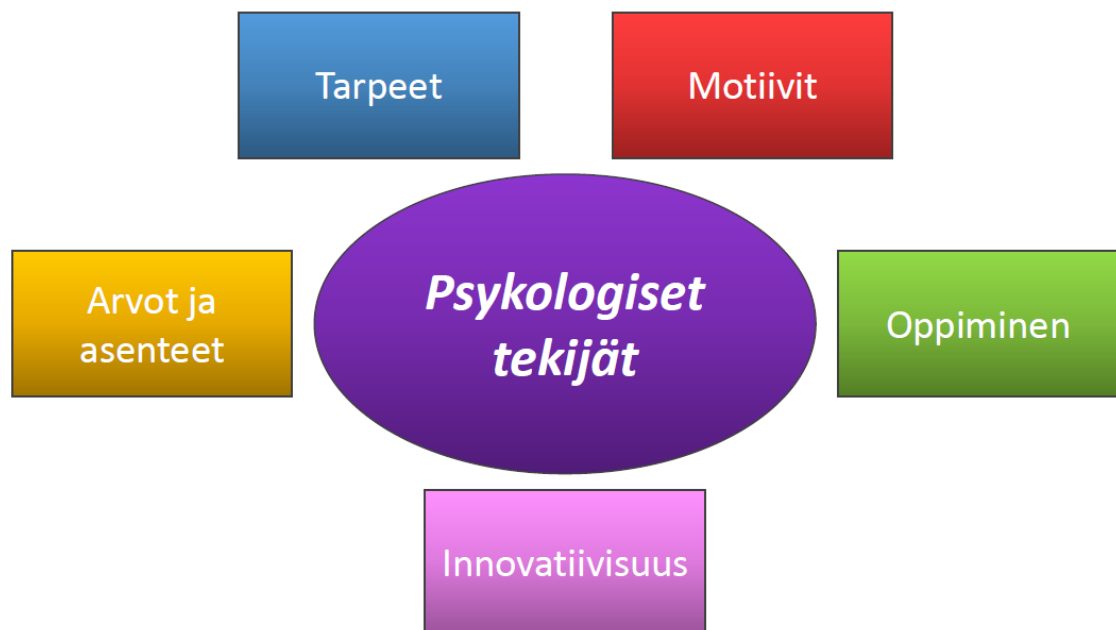 Tarpeet
Motiivit
Arvot ja
asenteet
Psykologiset
tekijät
Oppiminen
Innovatiivisuus